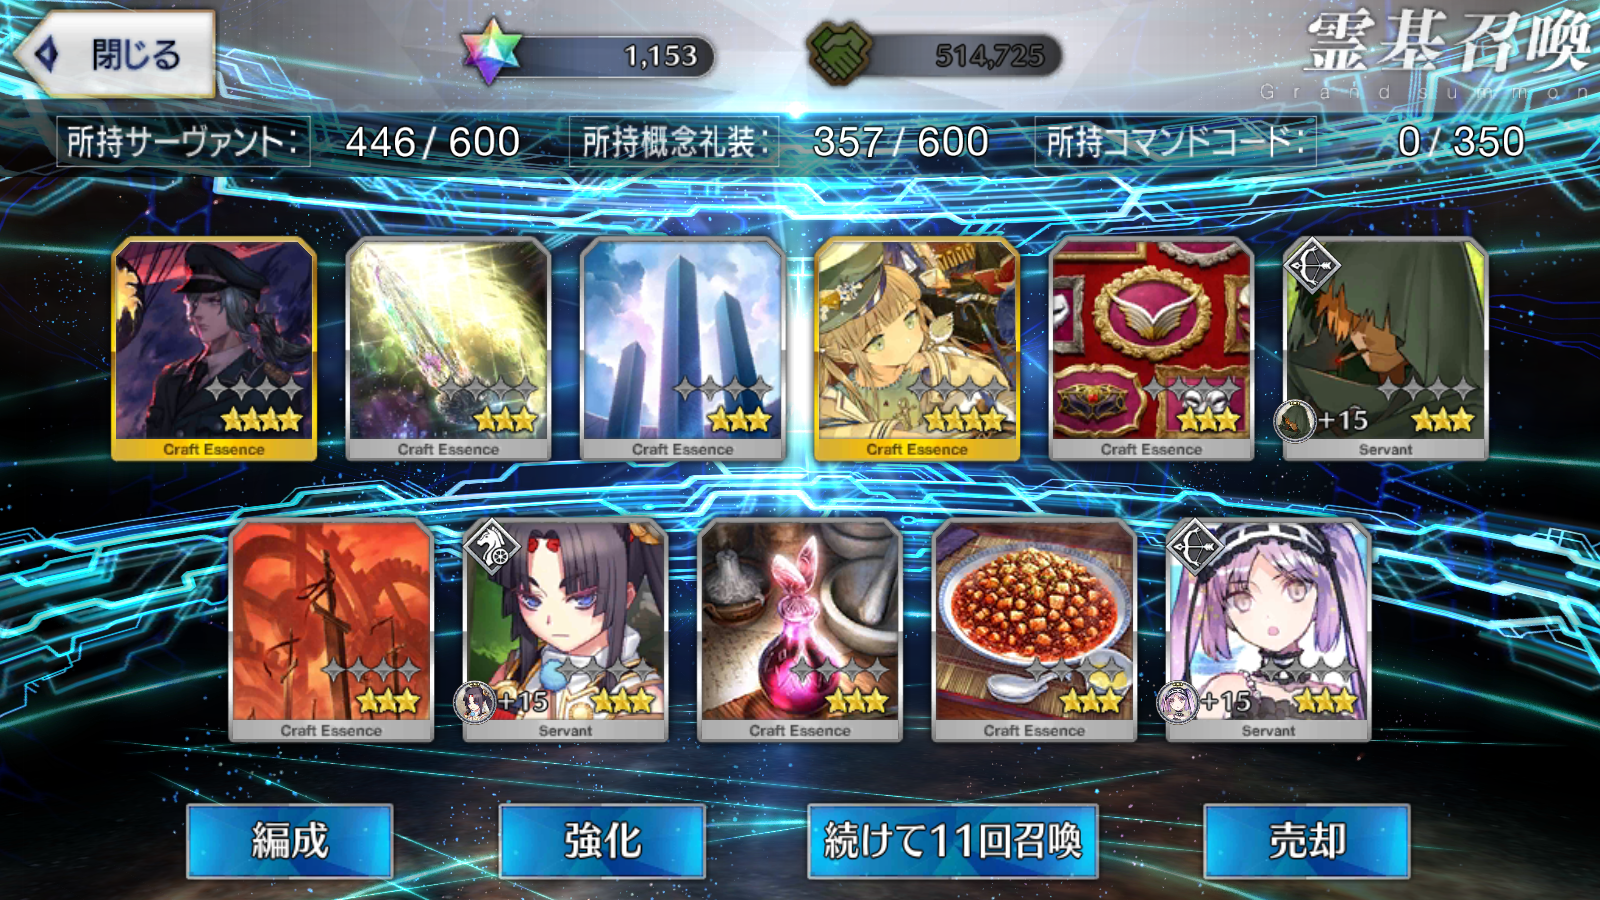 閉じる
1,153
514,725
霊基召喚
Grand summon
所持サーヴァント: 446 / 600
所持概念礼装: 357 / 600
所持コマンドコード: 0 / 350
Craft Essence
Craft Essence
Craft Essence
Craft Essence
Craft Essence
+15
Servant
Craft Essence
+15
Servant
Craft Essence
Craft Essence
+15
Servant
編成
強化
続けて11回召喚
売却